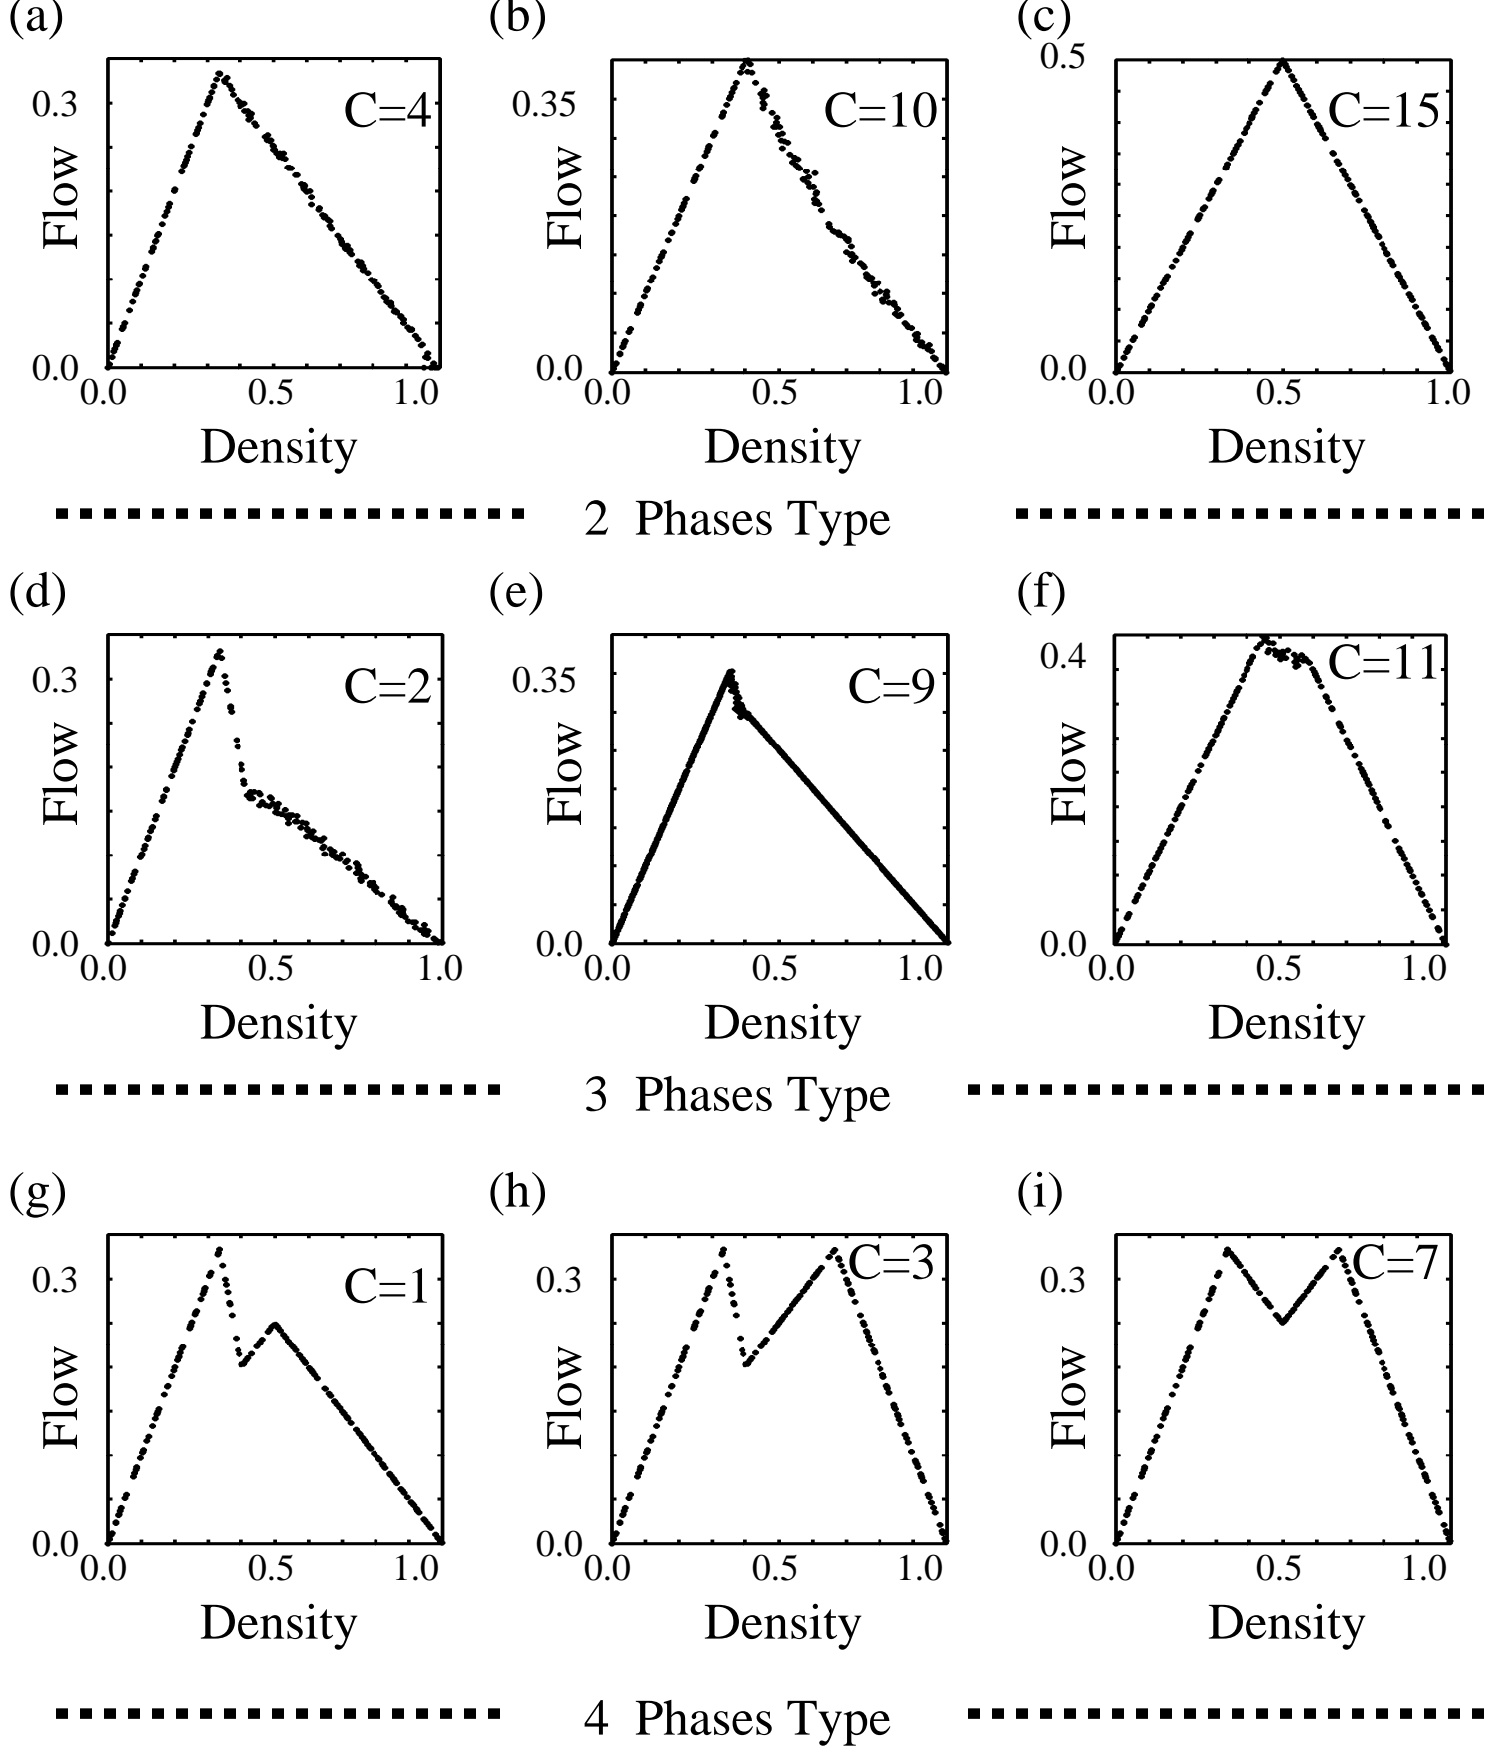 (a) (b) (c)
0.5
0.3 C=4 0.35 C=10 C=15
Flow Flow Flow
0.0 0.0 0.0
0.0 0.5 1.0 0.0 0.5 1.0 0.0 0.5 1.0
Density Density Density
2 Phases Type
(d) (e) (f)
0.3 C=2 0.35 C=9 0.4 C=11
Flow Flow Flow
0.0 0.0 0.0
0.0 0.5 1.0 0.0 0.5 1.0 0.0 0.5 1.0
Density Density Density
3 Phases Type
(g) (h) (i)
0.3 C=1 0.3 C=3 0.3 C=7
Flow Flow Flow
0.0 0.0 0.0
0.0 0.5 1.0 0.0 0.5 1.0 0.0 0.5 1.0
Density Density Density
4 Phases Type